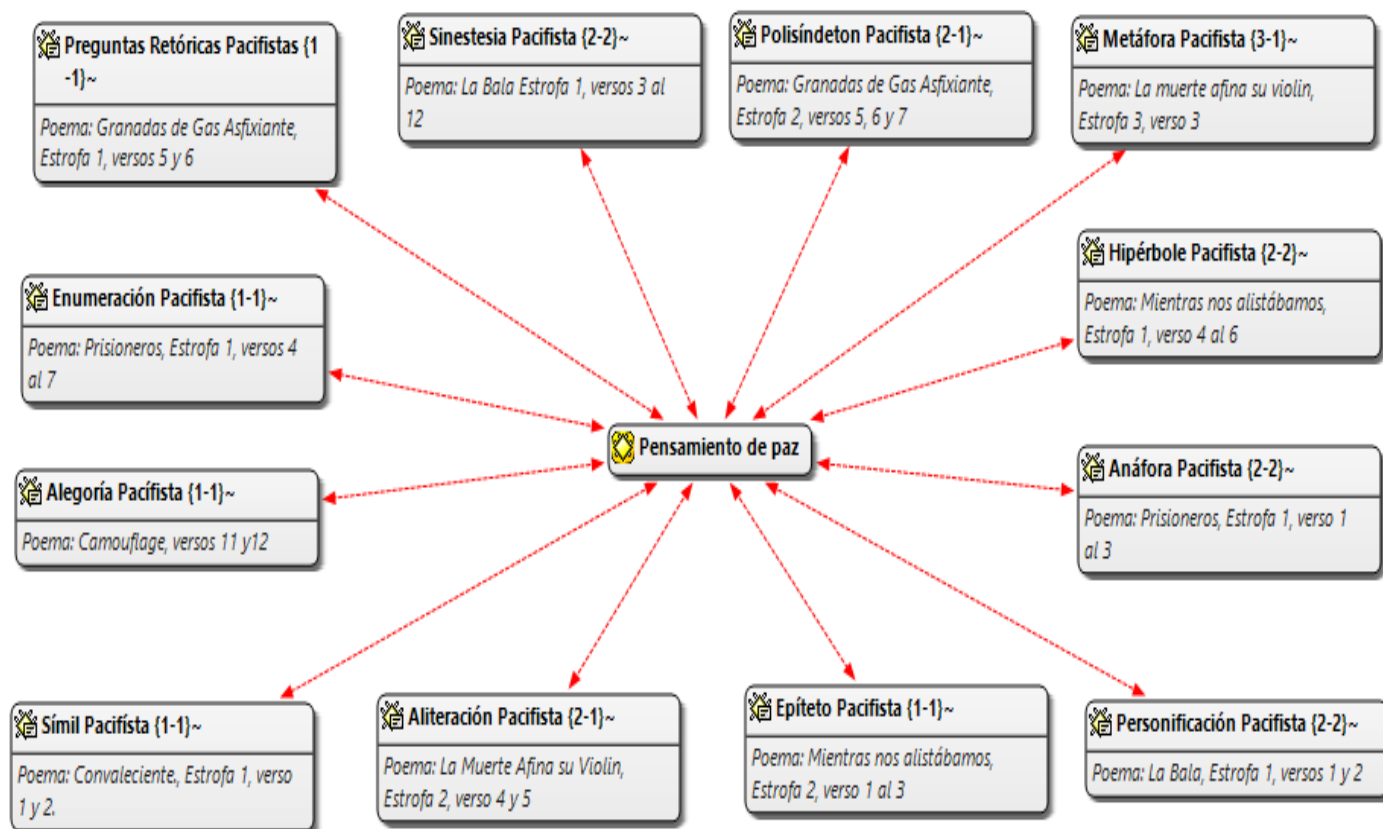 Preguntas Retóricas Pacifistas {1
-1}~
Poema: Granadas de Gas Asfixiante,
Estrofa 1, versos 5 y 6
Sinestesia Pacifista {2-2}~
Poema: La Bala Estrofa 1, versos 3 al
12
Polisíndeton Pacifista {2-1}~
Poema: Granadas de Gas Asfixiante,
Estrofa 2, versos 5, 6 y 7
Metáfora Pacifista {3-1}~
Poema: La muerte afina su violin,
Estrofa 3, verso 3
Hipérbole Pacifista {2-2}~
Poema: Mientras nos alistábamos,
Estrofa 1, verso 4 al 6
Enumeración Pacifista {1-1}~
Poema: Prisioneros, Estrofa 1, versos 4
al 7
Pensamiento de paz
Anáfora Pacifista {2-2}~
Poema: Prisioneros, Estrofa 1, verso 1
al 3
Alegoría Pacífista {1-1}~
Poema: Camouflage, versos 11 y12
Símil Pacifísta {1-1}~
Poema: Convaleciente, Estrofa 1, verso
1 y 2.
Aliteración Pacifista {2-1}~
Poema: La Muerte Afina su Violin,
Estrofa 2, verso 4 y 5
Epíteto Pacifista {1-1}~
Poema: Mientras nos alistábamos,
Estrofa 2, verso 1 al 3
Personificación Pacifista {2-2}~
Poema: La Bala, Estrofa 1, versos 1 y 2